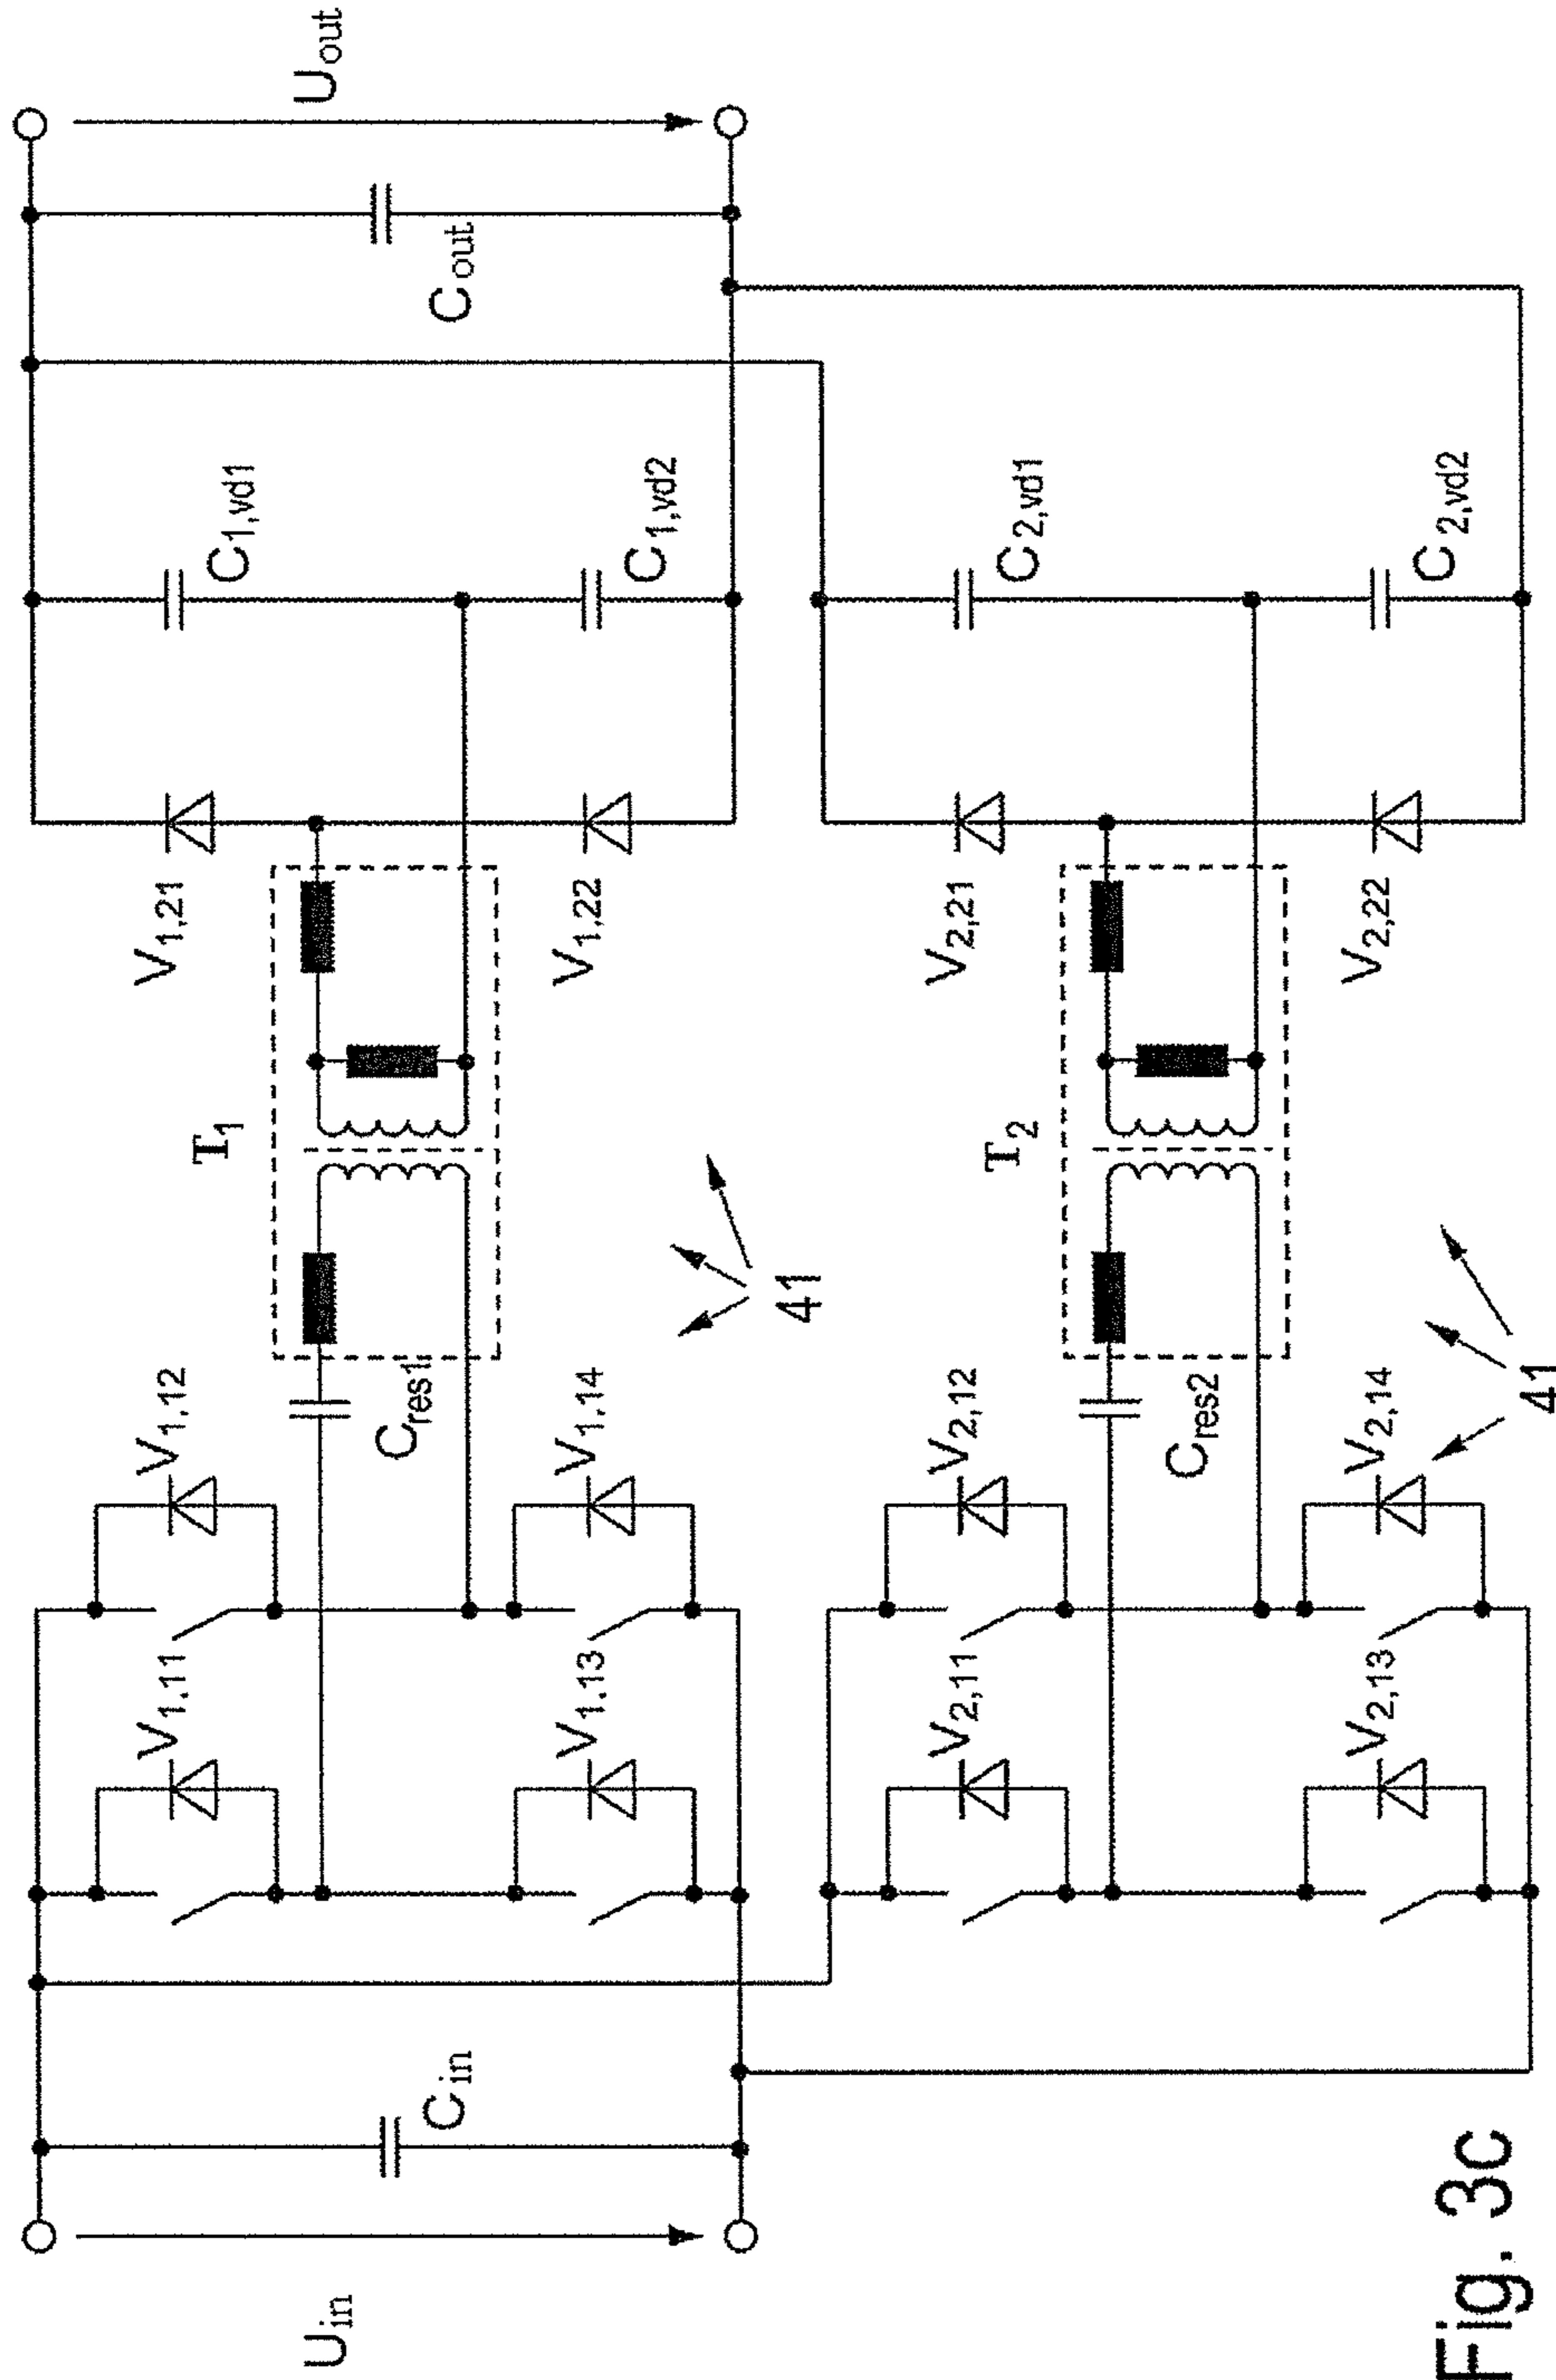 U_in
C_in
V_1.11
V_1.12
V_1.13
V_1.14
C_res1
T_1
V_1,21
V_1,22
C_1,vd1
C_1,vd2
C_out
U_out
41
V_2,11
V_2,12
V_2,13
V_2,14
C_res2
T_2
V_2,21
V_2,22
C_2,vd1
C_2,vd2
41
Fig. 3c